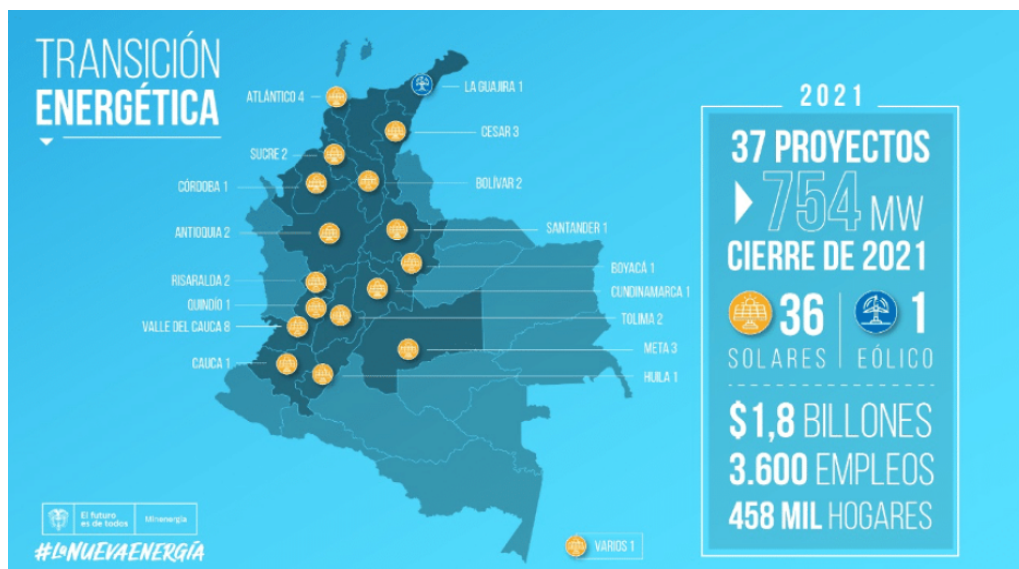 TRANSICIÓN
ENERGÉTICA
ATLÁNTICO 4
LA GUAJIRA 1
CESAR 3
SUCRE 2
CÓRDOBA 1
BOLÍVAR 2
ANTIOQUIA 2
SANTANDER 1
BOYACÁ 1
RISARALDA 2
CUNDINAMARCA 1
QUINDÍO 1
TOLIMA 2
VALLE DEL CAUCA 8
META 3
CAUCA 1
HUILA 1
VARIOS 1
2021
37 PROYECTOS
754 MW
CIERRE DE 2021
36
SOLARES
1
EÓLICO
$1,8 BILLONES
3.600 EMPLEOS
458 MIL HOGARES
El futuro
es de todos
Minenergía
#LaNUEVAENERGÍA